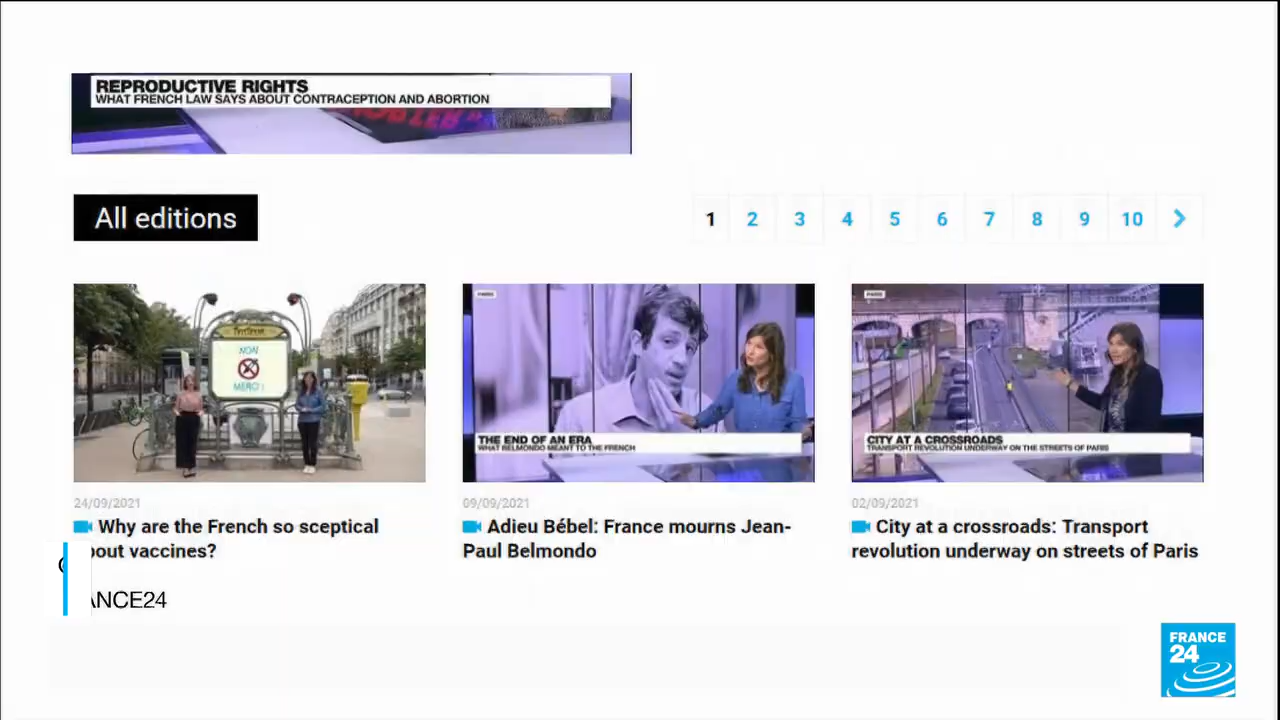 REPRODUCTIVE RIGHTS
WHAT FRENCH LAW SAYS ABOUT CONTRACEPTION AND ABORTION
All editions
1 2 3 4 5 6 7 8 9 10
NON
MERCI !
PARIS
THE END OF AN ERA
WHAT BELMONDO MEANT TO THE FRENCH
PARIS
CITY AT A CROSSROADS
TRANSPORT REVOLUTION UNDERWAY ON THE STREETS OF PARIS
24/09/2021
Why are the French so sceptical
bout vaccines?
09/09/2021
Adieu Bébel: France mourns Jean-
Paul Belmondo
02/09/2021
City at a crossroads: Transport
revolution underway on streets of Paris
ANCE24
FRANCE
24